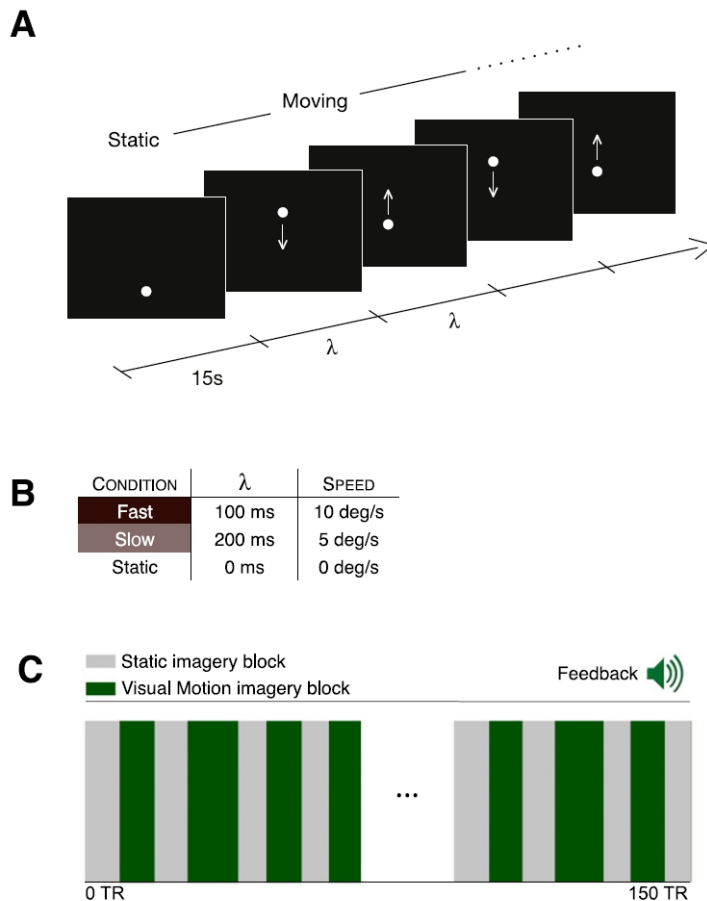 A
Static
Moving
15s
λ
λ
B
CONDITION λ SPEED
Fast 100 ms 10 deg/s
Slow 200 ms 5 deg/s
Static 0 ms 0 deg/s
C
Static imagery block
Visual Motion imagery block
Feedback
...
0 TR
150 TR